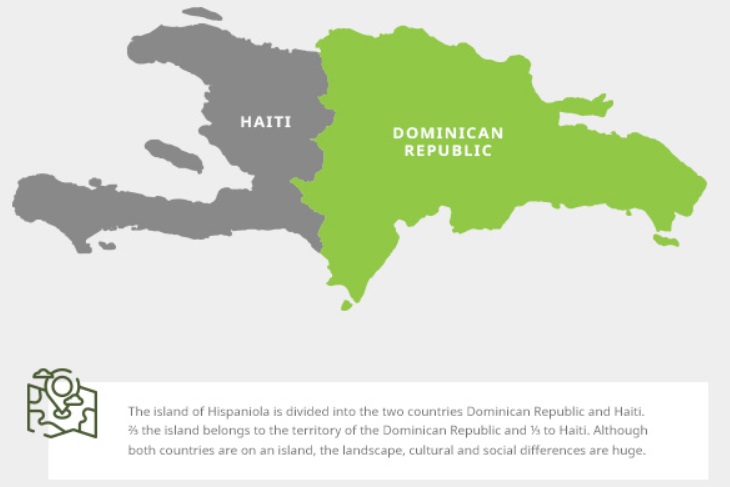 HAITI
DOMINICAN
REPUBLIC
The island of Hispaniola is divided into the two countries Dominican Republic and Haiti.
⅔ the island belongs to the territory of the Dominican Republic and ⅓ to Haiti. Although
both countries are on an island, the landscape, cultural and social differences are huge.